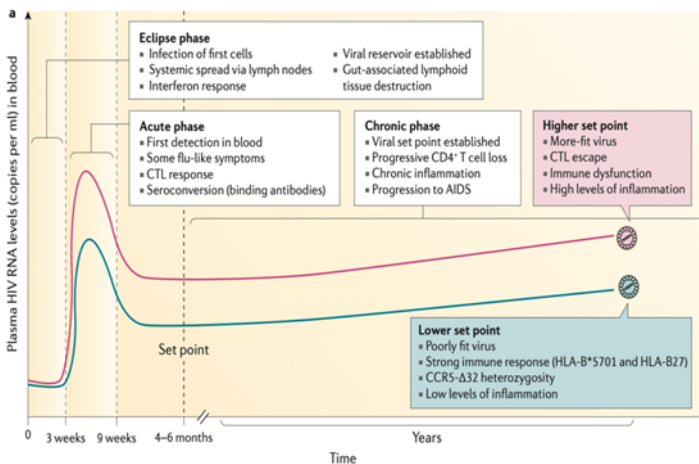 a
Plasma HIV RNA levels (copies per ml) in blood
Eclipse phase
▪ Infection of first cells
▪ Systemic spread via lymph nodes
▪ Interferon response
▪ Viral reservoir established
▪ Gut-associated lymphoid
tissue destruction
Acute phase
▪ First detection in blood
▪ Some flu-like symptoms
▪ CTL response
▪ Seroconversion (binding antibodies)
Chronic phase
▪ Viral set point established
▪ Progressive CD4⁺ T cell loss
▪ Chronic inflammation
▪ Progression to AIDS
Higher set point
▪ More-fit virus
▪ CTL escape
▪ Immune dysfunction
▪ High levels of inflammation
Set point
Lower set point
▪ Poorly fit virus
▪ Strong immune response (HLA-B*5701 and HLA-B27)
▪ CCR5-Δ32 heterozygosity
▪ Low levels of inflammation
0
3 weeks
9 weeks
4–6 months
Years
Time